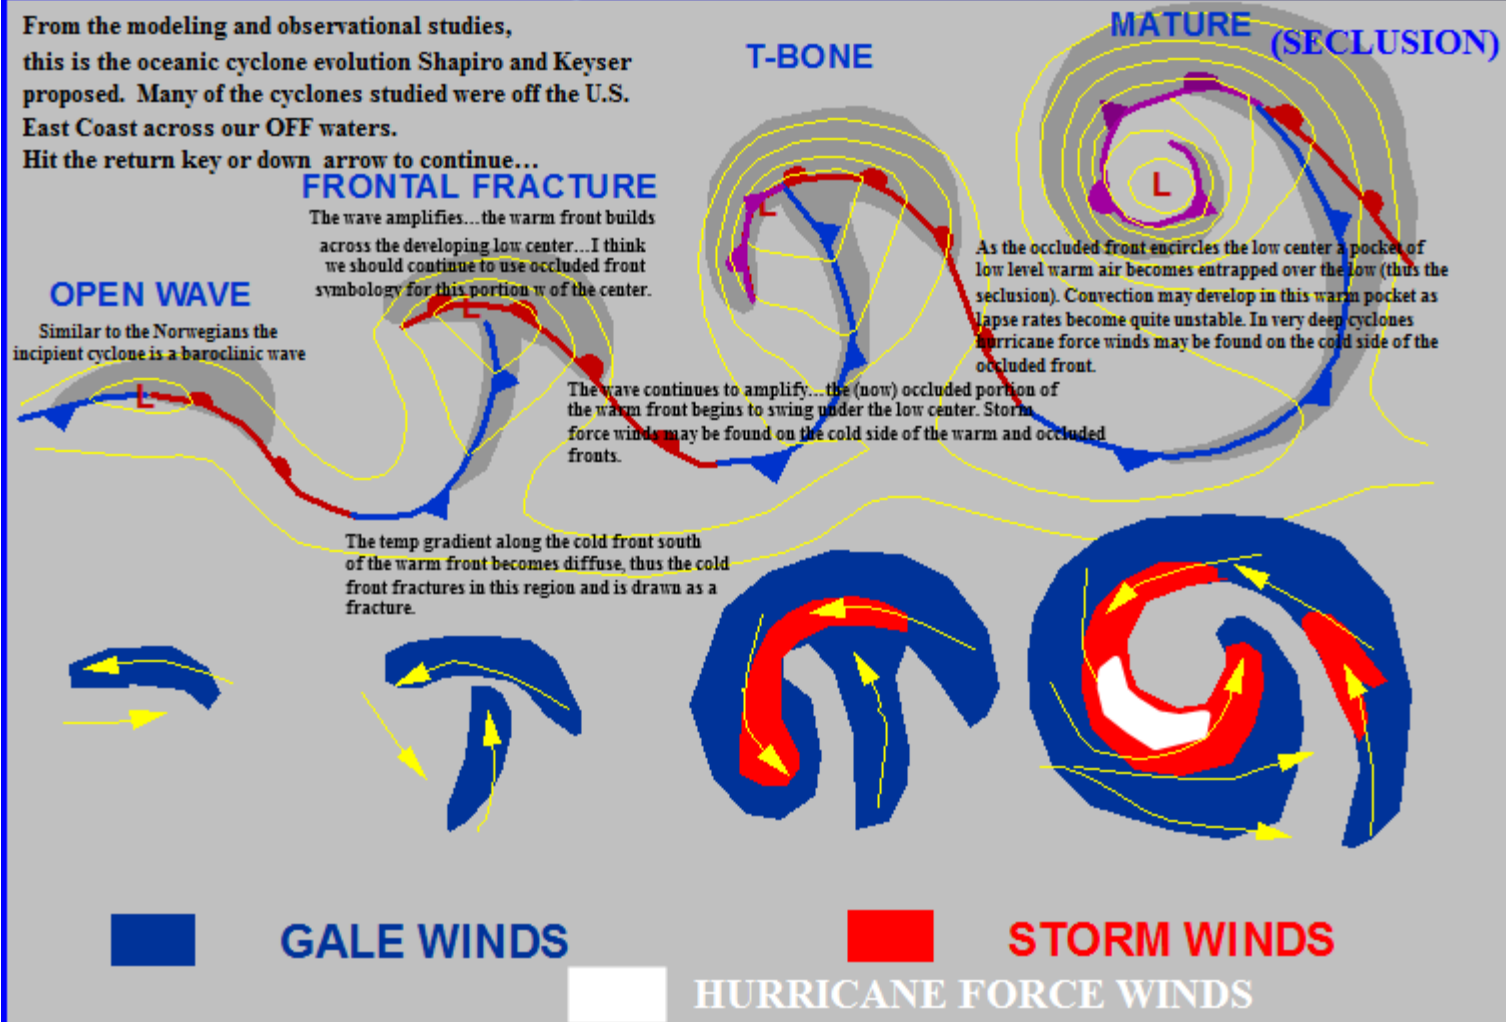 From the modeling and observational studies,
this is the oceanic cyclone evolution Shapiro and Keyser
proposed. Many of the cyclones studied were off the U.S.
East Coast across our OFF waters.
Hit the return key or down arrow to continue...
OPEN WAVE
Similar to the Norwegians the
incipient cyclone is a baroclinic wave
L
FRONTAL FRACTURE
The wave amplifies...the warm front builds
across the developing low center...I think
we should continue to use occluded front
symbology for this portion w of the center.
L
The temp gradient along the cold front south
of the warm front becomes diffuse, thus the cold
front fractures in this region and is drawn as a
fracture.
T-BONE
L
The wave continues to amplify...the (now) occluded portion of
the warm front begins to swing under the low center. Storm
force winds may be found on the cold side of the warm and occluded
fronts.
MATURE
(SECLUSION)
L
As the occluded front encircles the low center a pocket of
low level warm air becomes entrapped over the low (thus the
seclusion). Convection may develop in this warm pocket as
lapse rates become quite unstable. In very deep cyclones
hurricane force winds may be found on the cold side of the
occluded front.
GALE WINDS
STORM WINDS
HURRICANE FORCE WINDS